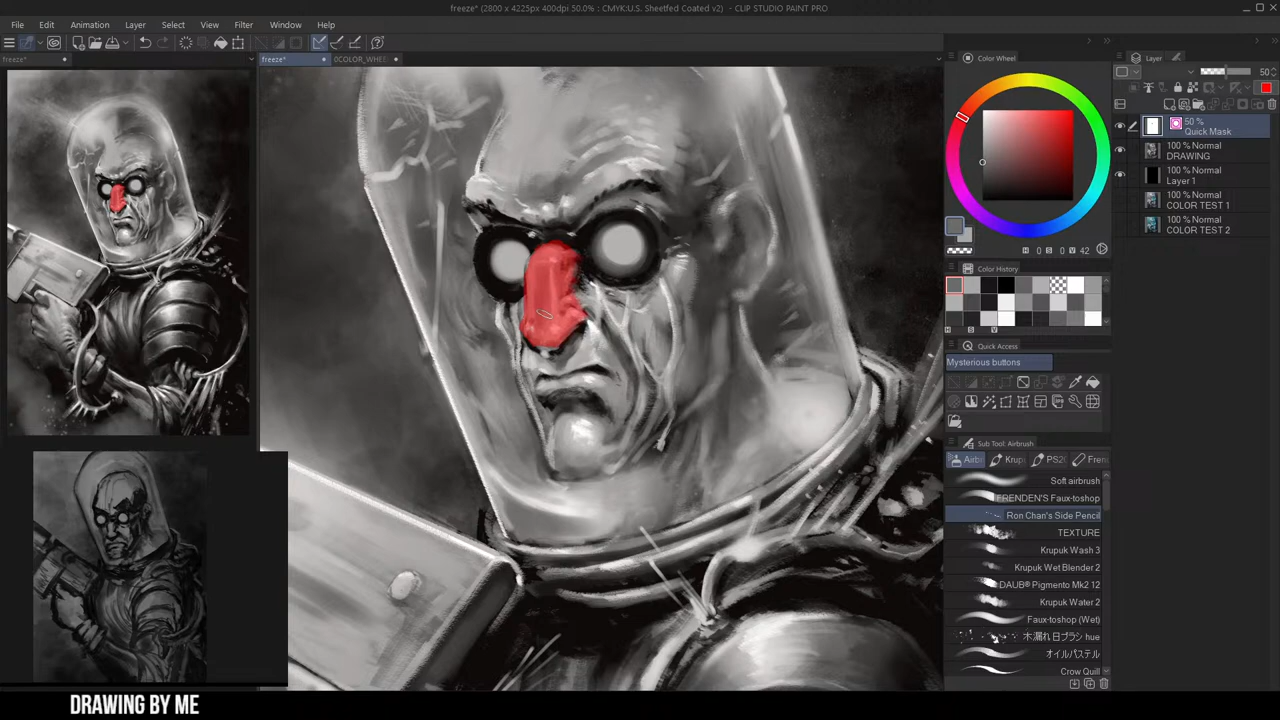 freeze* (2800 x 4225px 400dpi 50.0% : CMYK:U.S. Sheetfed Coated v2) - CLIP STUDIO PAINT PRO
File Edit Animation Layer Select View Filter Window Help
freeze* freeze* 0COLOR_WHE
Color Wheel
H 0 S 0 V 42
Color History
H S V
Quick Access
Mysterious buttons
Sub Tool: Airbrush
Airb Krup PS2 Fren
Soft airbrush
FRENDEN'S Faux-toshop
Ron Chan's Side Pencil
TEXTURE
Krupuk Wash 3
Krupuk Wet Blender 2
DAUB® Pigmento Mk2 12
Krupuk Water 2
Faux-toshop (Wet)
木漏れ日ブラシ hue
オイルパステル
Crow Quill
Layer
50
50 %
Quick Mask
100 % Normal
DRAWING
100 % Normal
Layer 1
100 % Normal
COLOR TEST 1
100 % Normal
COLOR TEST 2
DRAWING BY ME